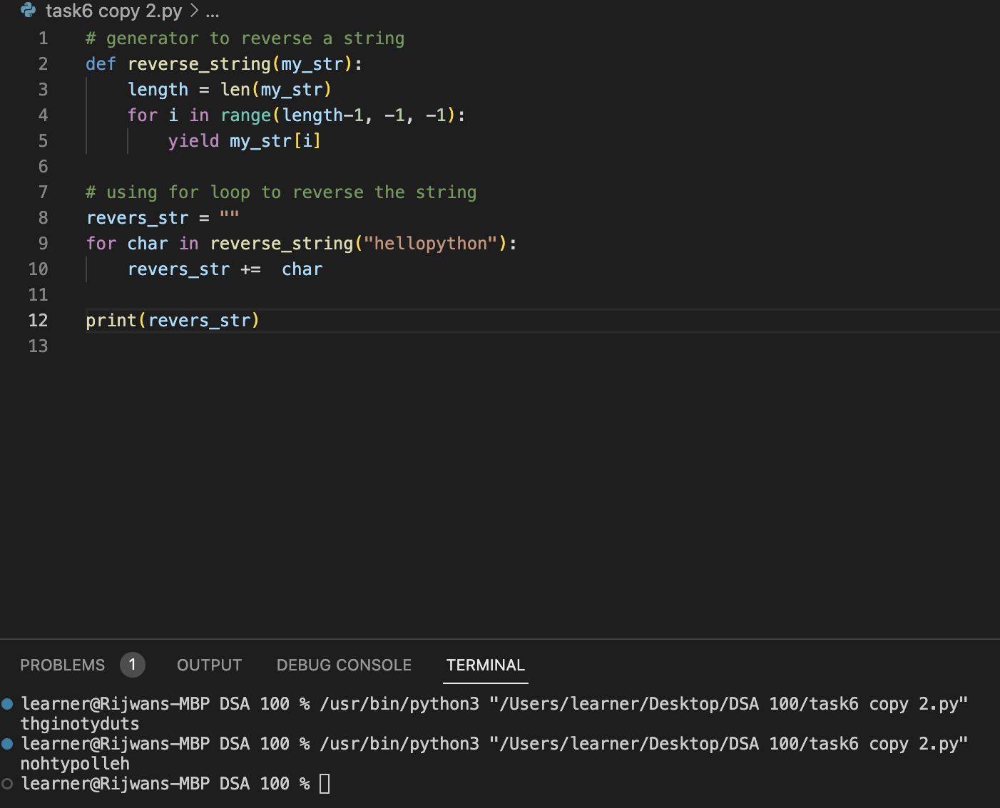 task6 copy 2.py > ...
1 # generator to reverse a string
2 def reverse_string(my_str):
3     length = len(my_str)
4     for i in range(length-1, -1, -1):
5         yield my_str[i]
6
7 # using for loop to reverse the string
8 revers_str = ""
9 for char in reverse_string("hellopython"):
10     revers_str +=  char
11
12 print(revers_str)
13
PROBLEMS 1 OUTPUT DEBUG CONSOLE TERMINAL
learner@Rijwans-MBP DSA 100 % /usr/bin/python3 "/Users/learner/Desktop/DSA 100/task6 copy 2.py"
thginotyduts
learner@Rijwans-MBP DSA 100 % /usr/bin/python3 "/Users/learner/Desktop/DSA 100/task6 copy 2.py"
nohtypolleh
learner@Rijwans-MBP DSA 100 %